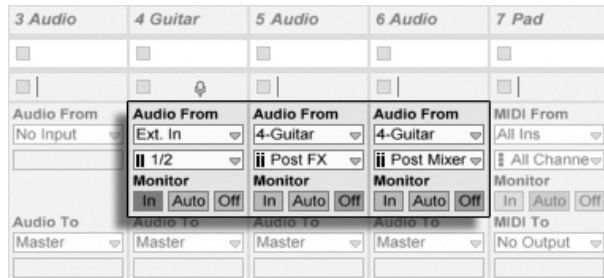 3 Audio 4 Guitar 5 Audio 6 Audio 7 Pad
Audio From Audio From Audio From Audio From MIDI From
No Input Ext. In 4-Guitar 4-Guitar All Ins
1/2 Post FX Post Mixer All Channe
Monitor Monitor Monitor Monitor
In Auto Off In Auto Off In Auto Off In Auto Off
Audio To Audio To Audio To Audio To MIDI To
Master Master Master Master No Output